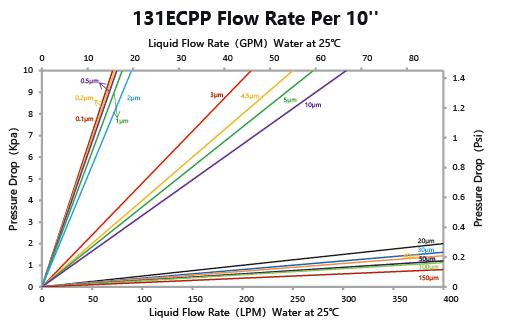 131ECPP Flow Rate Per 10''
Liquid Flow Rate (GPM) Water at 25℃
0 10 20 30 40 50 60 70 80
10
9
8
7
6
5
4
3
2
1
0
Pressure Drop (Kpa)
0.5μm
0.2μm
0.1μm
2μm
1μm
3μm
4.5μm
5μm
10μm
20μm
30μm
50μm
100μm
150μm
1.4
1.2
1
0.8
0.6
0.4
0.2
0
Pressure Drop (Psi)
0 50 100 150 200 250 300 350 400
Liquid Flow Rate (LPM) Water at 25℃